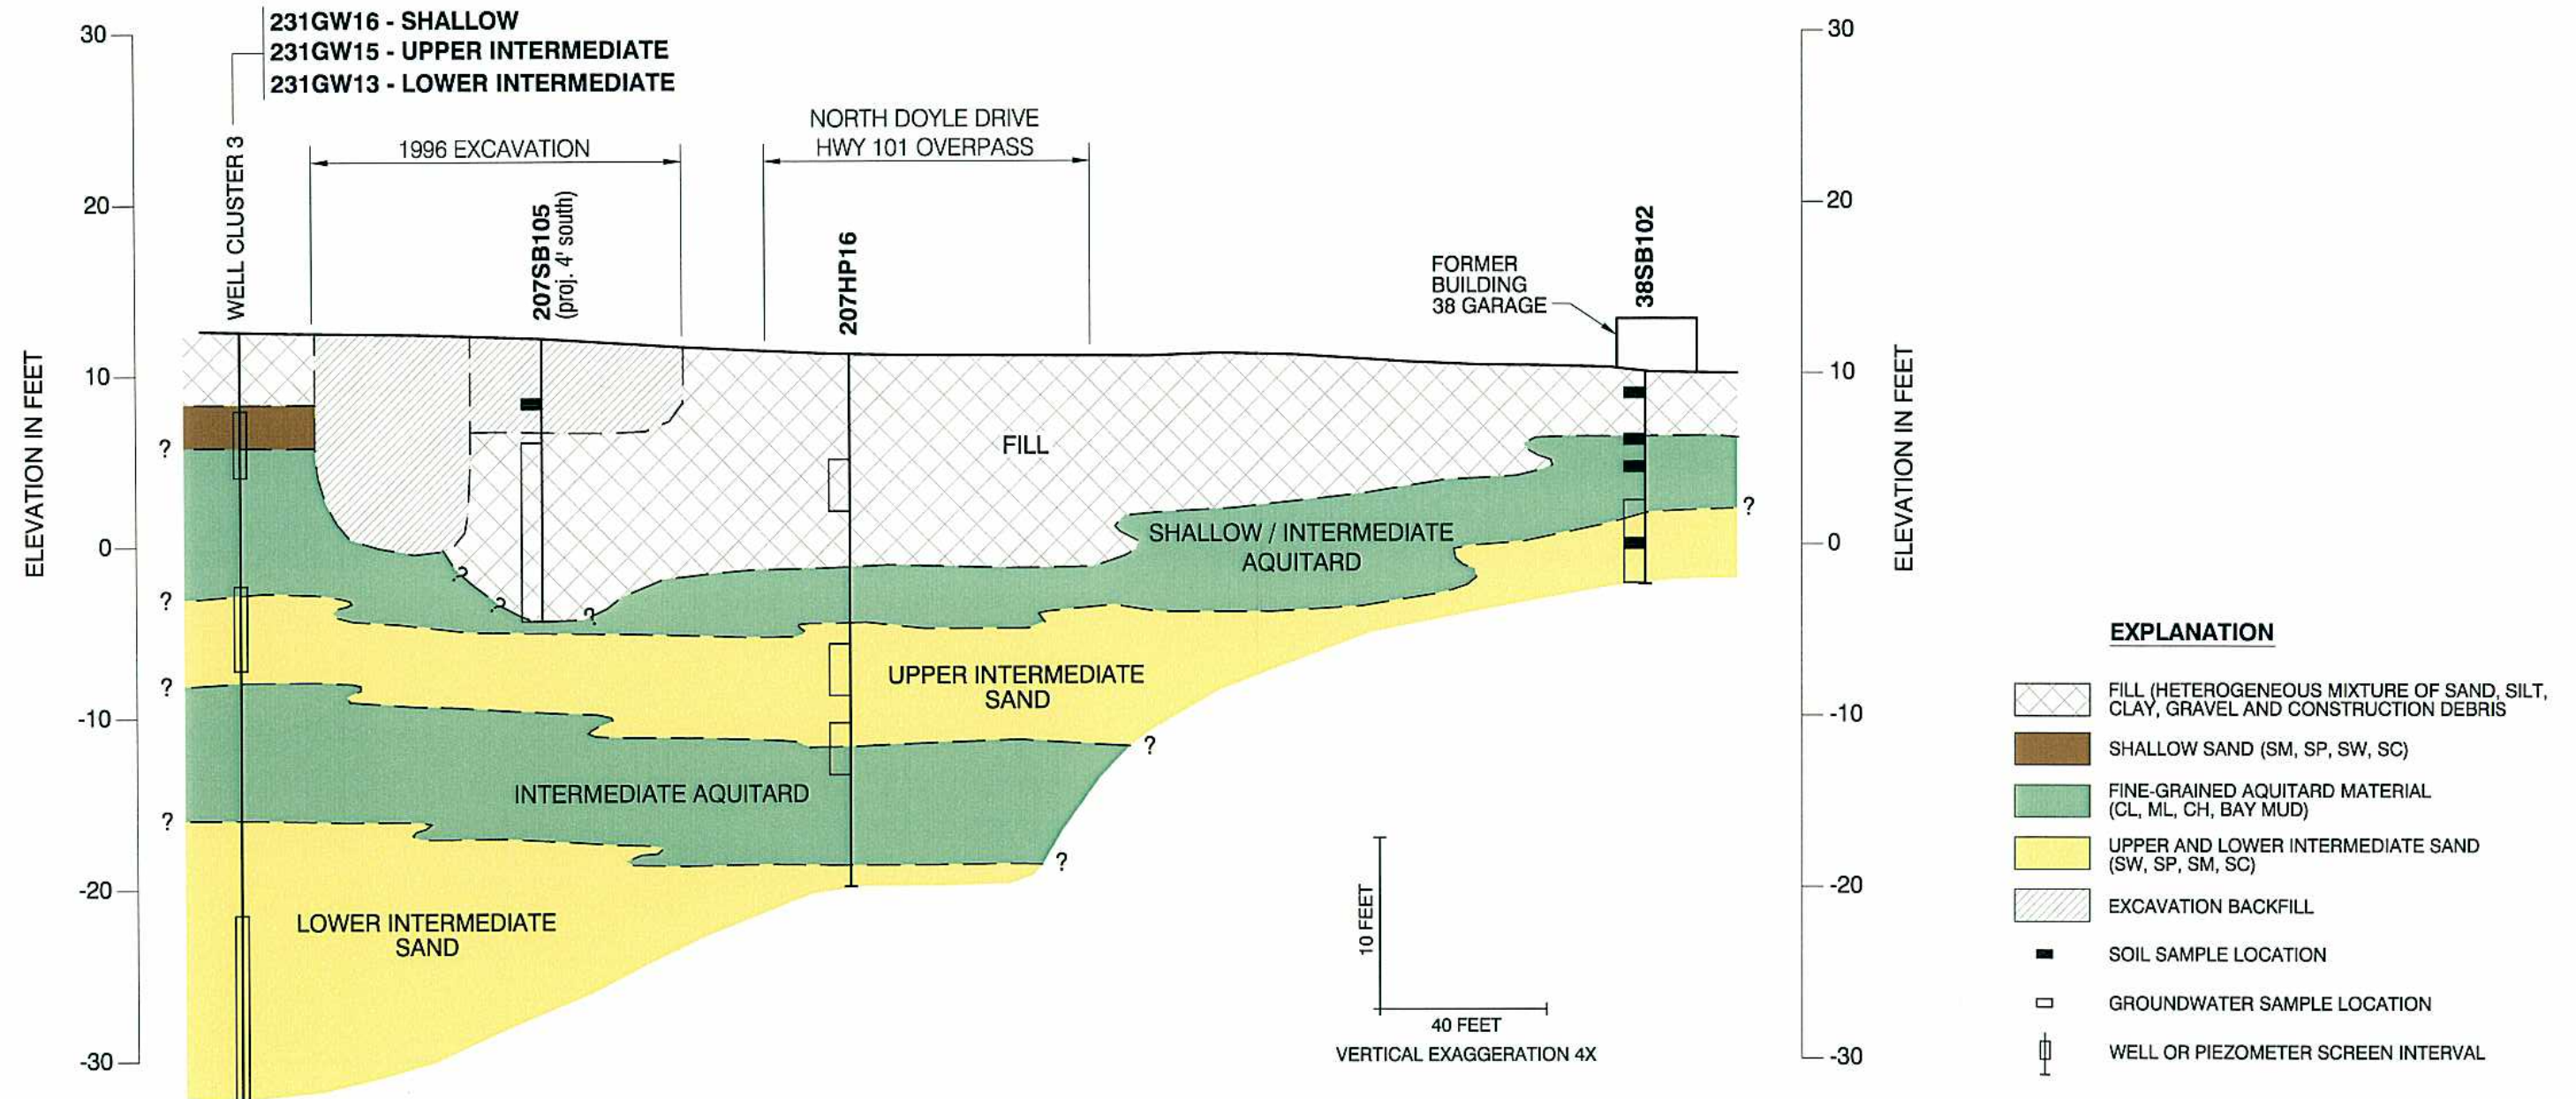 231GW16 - SHALLOW
231GW15 - UPPER INTERMEDIATE
231GW13 - LOWER INTERMEDIATE
WELL CLUSTER 3
1996 EXCAVATION
NORTH DOYLE DRIVE
HWY 101 OVERPASS
207SB105
(proj. 4' south)
207HP16
FORMER
BUILDING
38 GARAGE
38SB102
ELEVATION IN FEET
30
20
10
0
-10
-20
-30
ELEVATION IN FEET
30
20
10
0
-10
-20
-30
?
?
?
?
?
?
?
?
?
?
FILL
SHALLOW / INTERMEDIATE
AQUITARD
UPPER INTERMEDIATE
SAND
INTERMEDIATE AQUITARD
LOWER INTERMEDIATE
SAND
10 FEET
40 FEET
VERTICAL EXAGGERATION 4X
EXPLANATION
FILL (HETEROGENEOUS MIXTURE OF SAND, SILT,
CLAY, GRAVEL AND CONSTRUCTION DEBRIS
SHALLOW SAND (SM, SP, SW, SC)
FINE-GRAINED AQUITARD MATERIAL
(CL, ML, CH, BAY MUD)
UPPER AND LOWER INTERMEDIATE SAND
(SW, SP, SM, SC)
EXCAVATION BACKFILL
SOIL SAMPLE LOCATION
GROUNDWATER SAMPLE LOCATION
WELL OR PIEZOMETER SCREEN INTERVAL